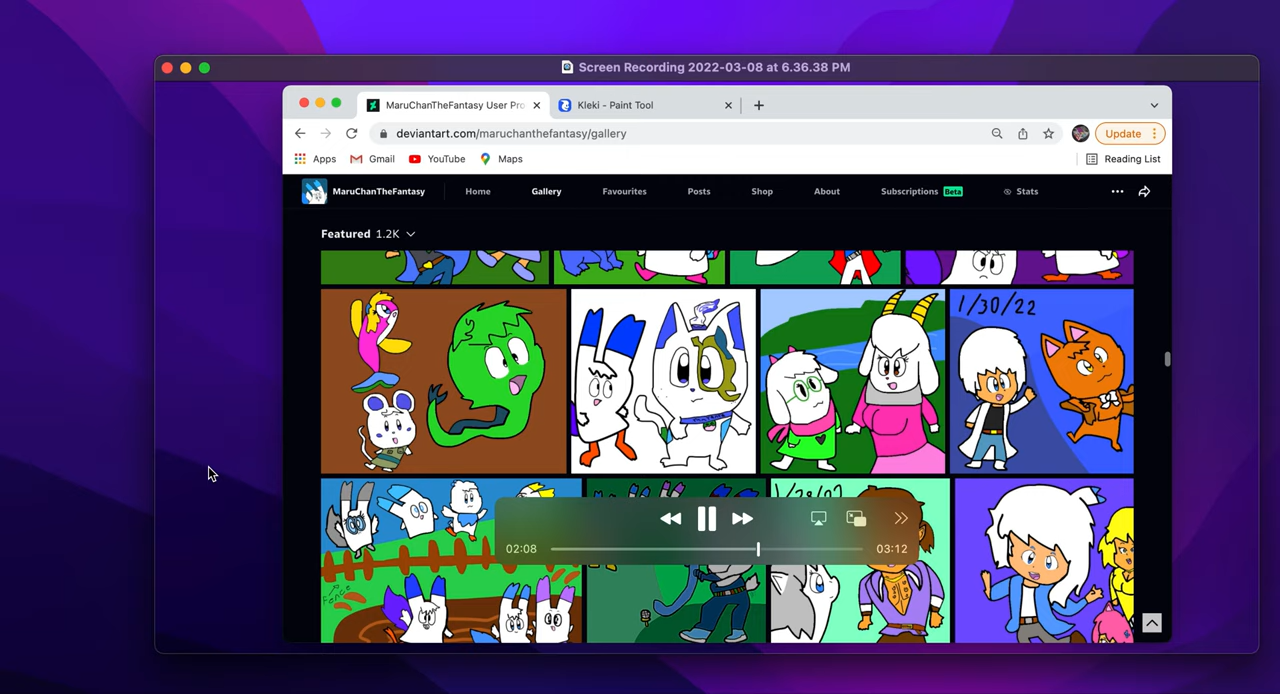 Screen Recording 2022-03-08 at 6.36.38 PM
MaruChanTheFantasy User Pro
Kleki - Paint Tool
deviantart.com/maruchanthefantasy/gallery
Update
Apps
Gmail
YouTube
Maps
Reading List
MaruChanTheFantasy
Home
Gallery
Favourites
Posts
Shop
About
Subscriptions Beta
Stats
Featured 1.2K
1/30/22
Fence
02:08
03:12